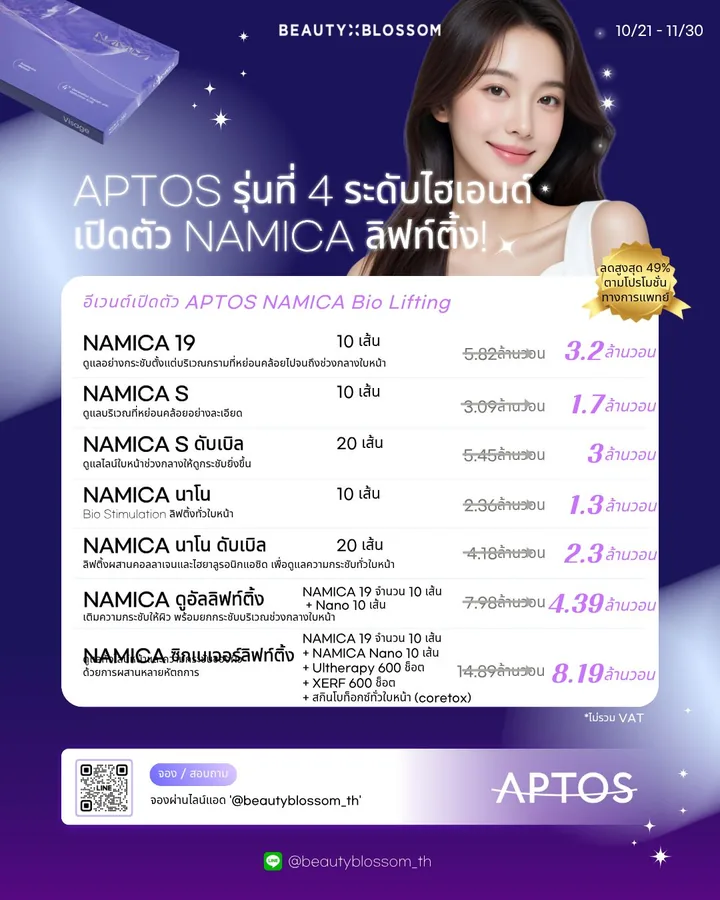 BEAUTY BLOSSOM
10/21 - 11/30
NAMICA
Visage
APTOS รุ่นที่ 4 ระดับไฮเอนด์
เปิดตัว NAMICA ลิฟท์ติ้ง!
ลดสูงสุด 49%
ตามโปรโมชั่น
ทางการแพทย์
อีเวนต์เปิดตัว APTOS NAMICA Bio Lifting
NAMICA 19 10 เส้น
ดูแลอย่างกระชับตั้งแต่บริเวณกรามที่หย่อนคล้อยไปจนถึงช่วงกลางใบหน้า
5.82ล้านวอน 3.2 ล้านวอน
NAMICA S 10 เส้น
ดูแลบริเวณที่หย่อนคล้อยอย่างละเอียด
3.09ล้านวอน 1.7 ล้านวอน
NAMICA S ดับเบิล 20 เส้น
ดูแลไลน์ใบหน้าช่วงกลางให้ดูกระชับยิ่งขึ้น
5.45ล้านวอน 3 ล้านวอน
NAMICA นาโน 10 เส้น
Bio Stimulation ลิฟติ้งทั่วใบหน้า
2.36ล้านวอน 1.3 ล้านวอน
NAMICA นาโน ดับเบิล 20 เส้น
ลิฟติ้งผสานคอลลาเจนและไฮยาลูรอนิกแอซิด เพื่อดูแลความกระชับทั่วใบหน้า
4.18ล้านวอน 2.3 ล้านวอน
NAMICA ดูอัลลิฟท์ติ้ง
เติมความกระชับให้ผิว พร้อมยกกระชับบริเวณช่วงกลางใบหน้า
NAMICA 19 จำนวน 10 เส้น
+ Nano 10 เส้น
7.98ล้านวอน 4.39 ล้านวอน
NAMICA ซิกเนเจอร์ลิฟท์ติ้ง
ด้วยการผสานหลายหัตถการ
NAMICA 19 จำนวน 10 เส้น
+ NAMICA Nano 10 เส้น
+ Ultherapy 600 ช็อต
+ XERF 600 ช็อต
+ สกินโบท็อกซ์ทั่วใบหน้า (coretox)
14.89ล้านวอน 8.19 ล้านวอน
*ไม่รวม VAT
LINE
จอง / สอบถาม
จองผ่านไลน์แอด '@beautyblossom_th'
APTOS
LINE @beautyblossom_th